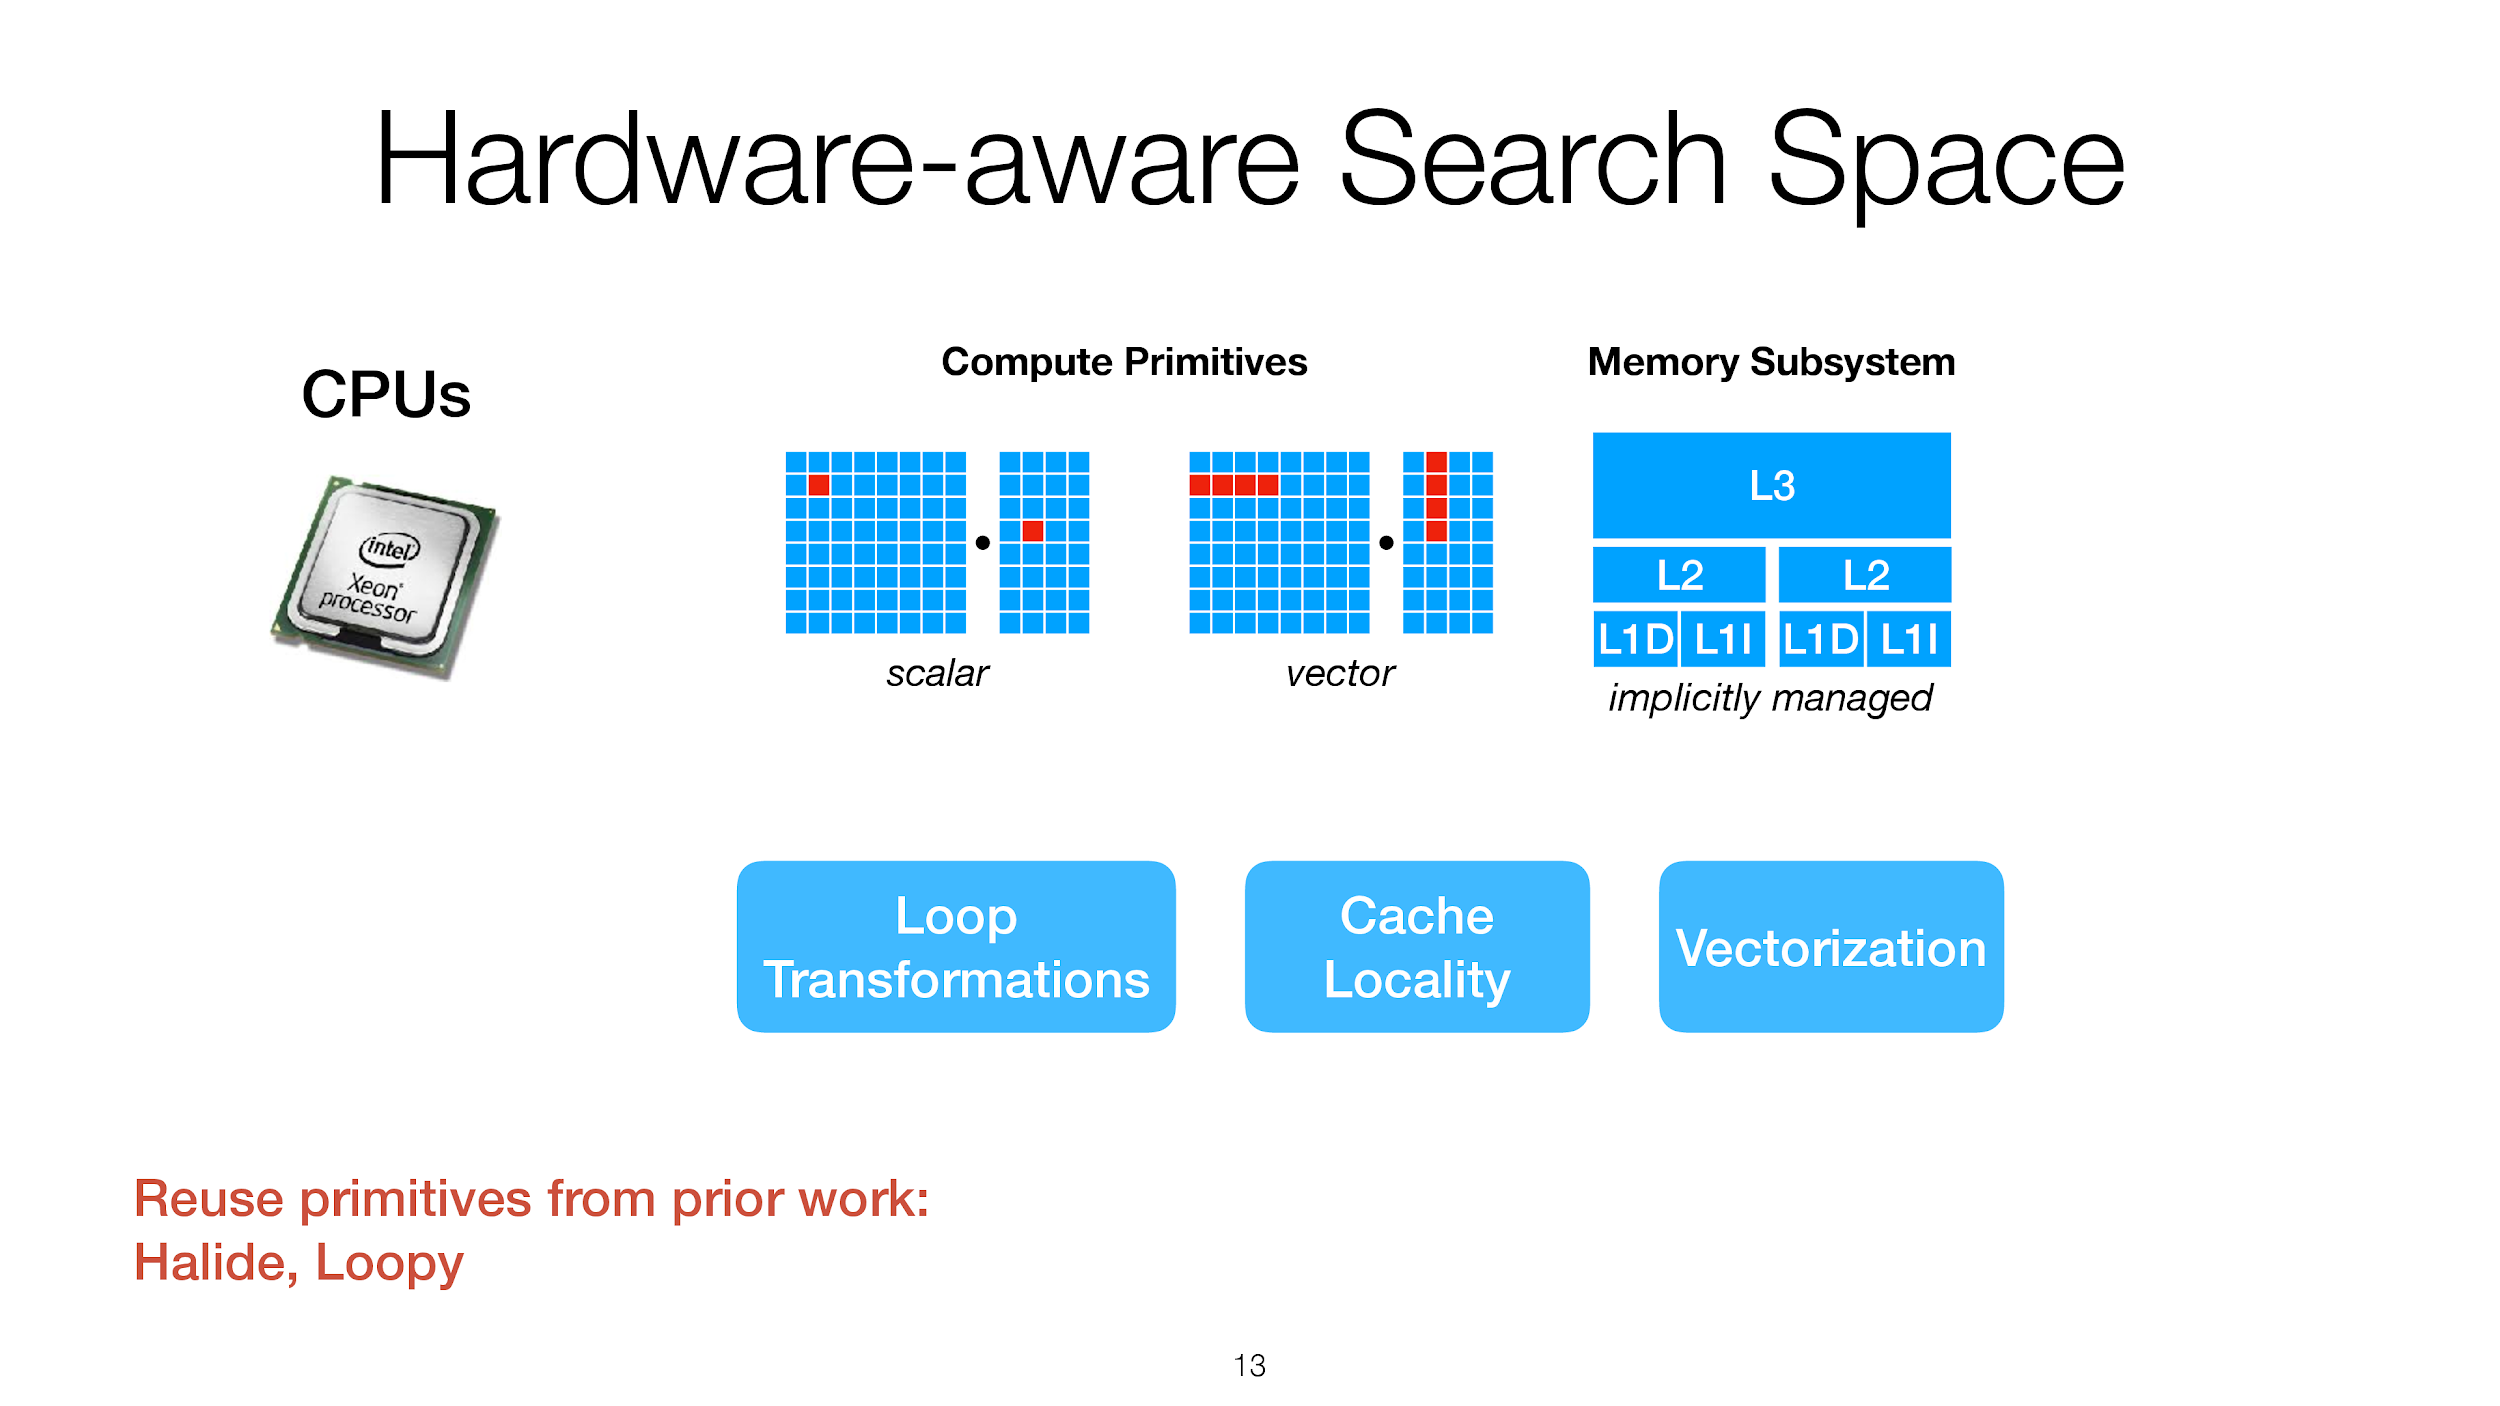 Hardware-aware Search Space
CPUs
intel
Xeon
processor
Compute Primitives
scalar
vector
Memory Subsystem
L3
L2 L2
L1D L1I L1D L1I
implicitly managed
Loop
Transformations
Cache
Locality
Vectorization
Reuse primitives from prior work:
Halide, Loopy
13